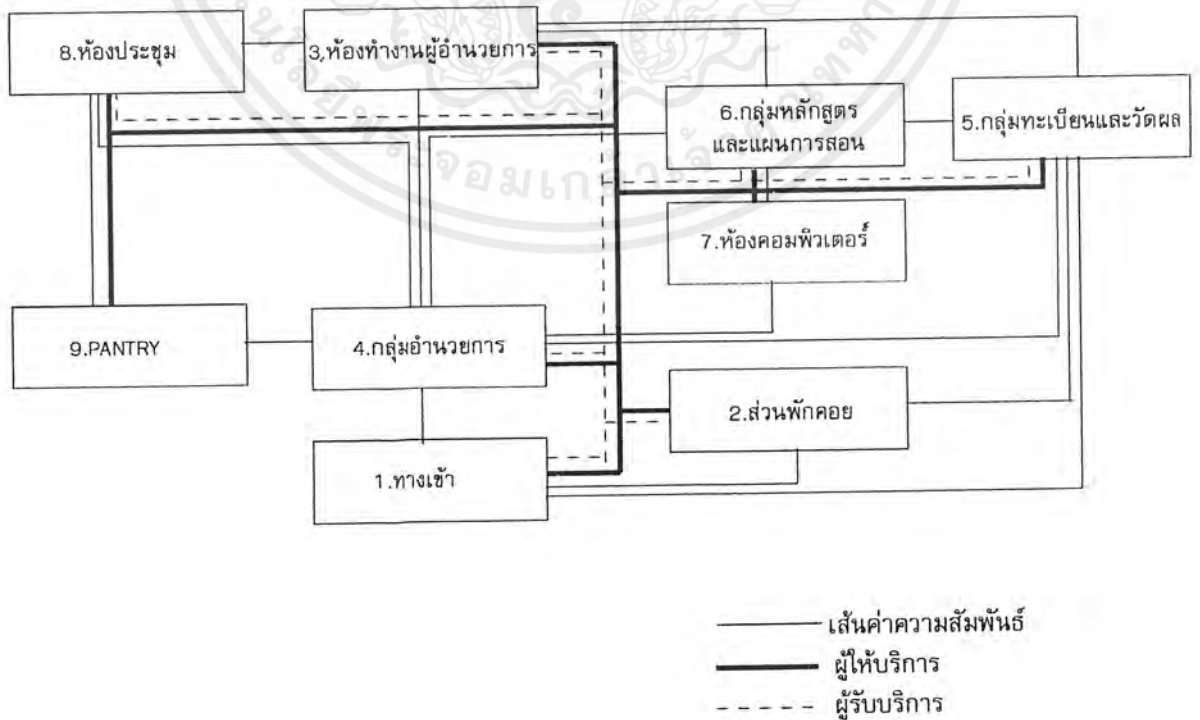 8.ห้องประชุม
3.ห้องทำงานผู้อำนวยการ
6.กลุ่มหลักสูตร
และแผนการสอน
5.กลุ่มทะเบียนและวัดผล
7.ห้องคอมพิวเตอร์
9.PANTRY
4.กลุ่มอำนวยการ
2.ส่วนพักคอย
1.ทางเข้า
เส้นค่าความสัมพันธ์
ผู้ให้บริการ
ผู้รับบริการ